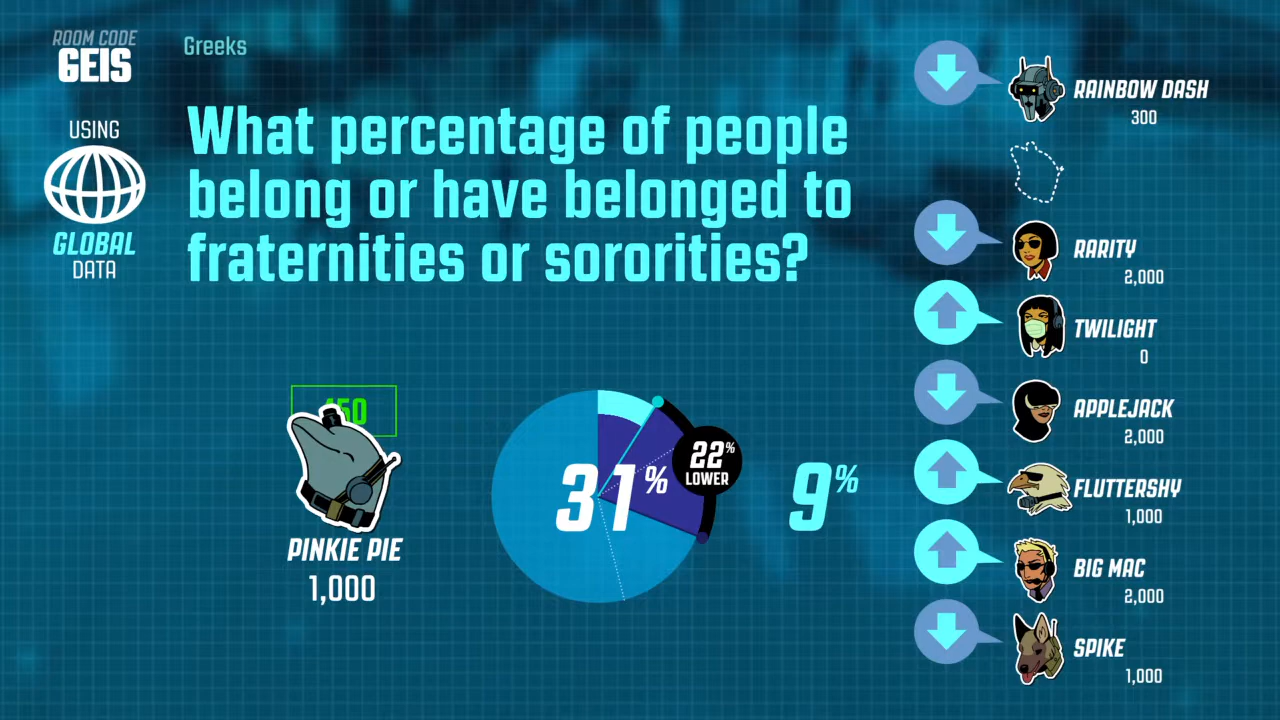 ROOM CODE
GEIS
USING
GLOBAL
DATA
Greeks
What percentage of people
belong or have belonged to
fraternities or sororities?
PINKIE PIE
1,000
31%
22%
LOWER
9%
RAINBOW DASH
300
RARITY
2,000
TWILIGHT
0
APPLEJACK
2,000
FLUTTERSHY
1,000
BIG MAC
2,000
SPIKE
1,000